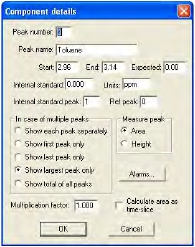 Component details
Peak number:
Peak name: Toluene
Start: 2.96 End: 3.14 Expected: 0.00
Internal standard: 0.000 Units: ppm
Internal standard peak: 1 Ref peak: 0
In case of multiple peaks
Show each peak separately
Show first peak only
Show last peak only
Show largest peak only
Show total of all peaks
Measure peak
Area
Height
Alarms...
Multiplication factor: 1.000
Calculate area as time-slice
OK Cancel